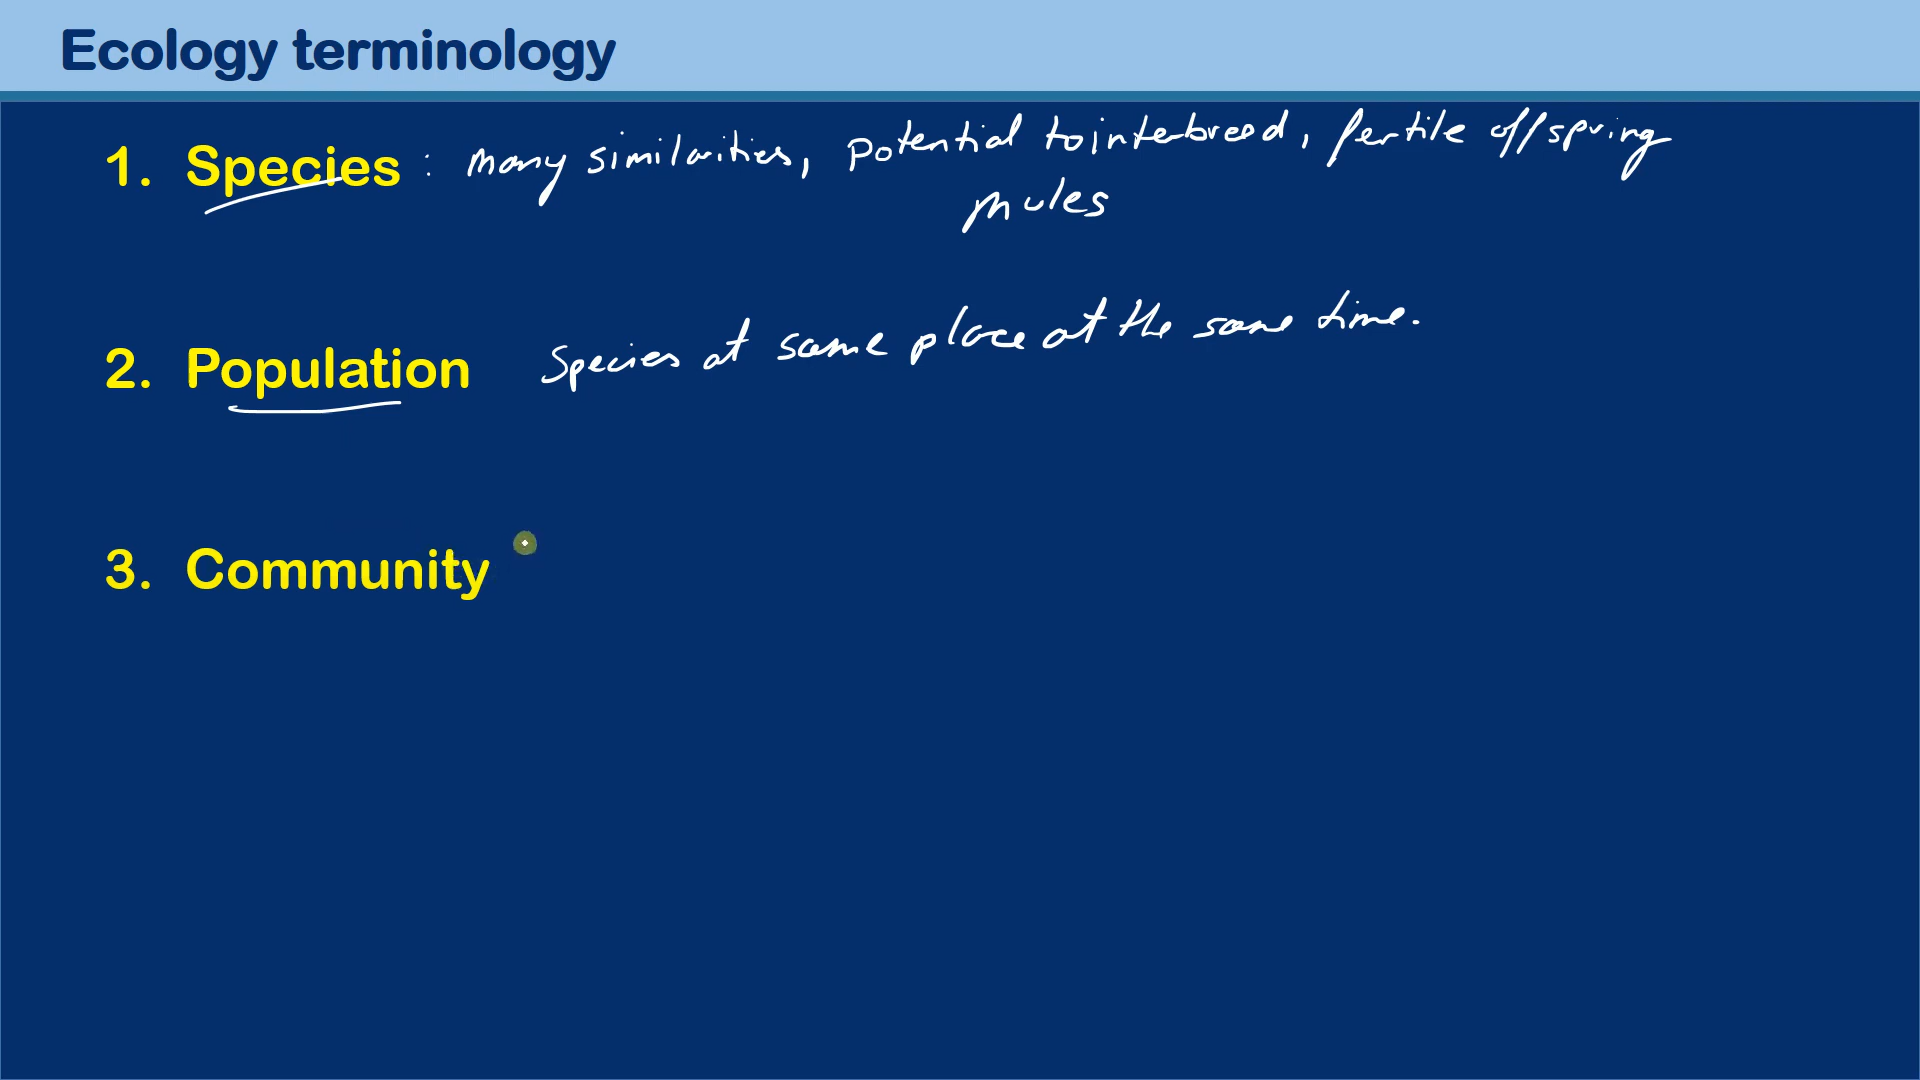 Ecology terminology
1. Species : many similarities, potential to interbreed, fertile offspring
mules
2. Population Species at same place at the same time.
3. Community